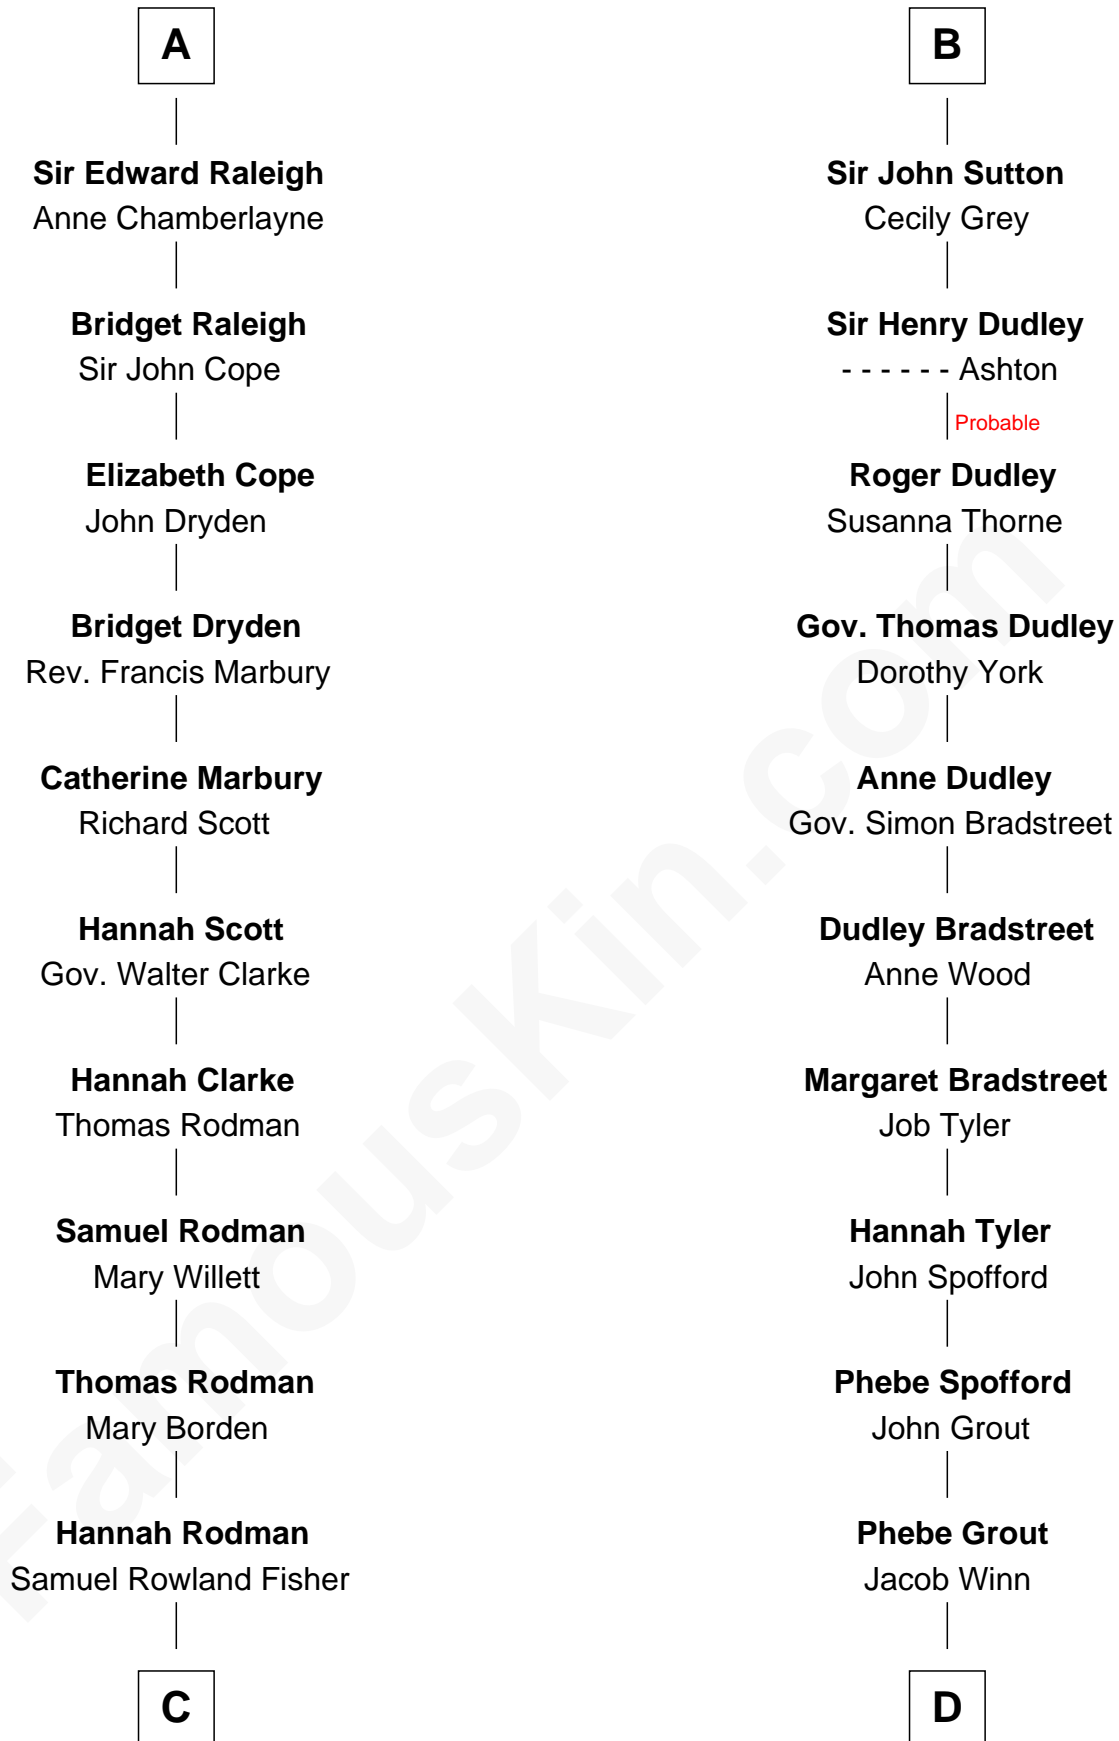 A
Sir Edward Raleigh
Anne Chamberlayne
Bridget Raleigh
Sir John Cope
Elizabeth Cope
John Dryden
Bridget Dryden
Rev. Francis Marbury
Catherine Marbury
Richard Scott
Hannah Scott
Gov. Walter Clarke
Hannah Clarke
Thomas Rodman
Samuel Rodman
Mary Willett
Thomas Rodman
Mary Borden
Hannah Rodman
Samuel Rowland Fisher
C
B
Sir John Sutton
Cecily Grey
Sir Henry Dudley
- - - - - - Ashton
Probable
Roger Dudley
Susanna Thorne
Gov. Thomas Dudley
Dorothy York
Anne Dudley
Gov. Simon Bradstreet
Dudley Bradstreet
Anne Wood
Margaret Bradstreet
Job Tyler
Hannah Tyler
John Spofford
Phebe Spofford
John Grout
Phebe Grout
Jacob Winn
D
FamousKin.com